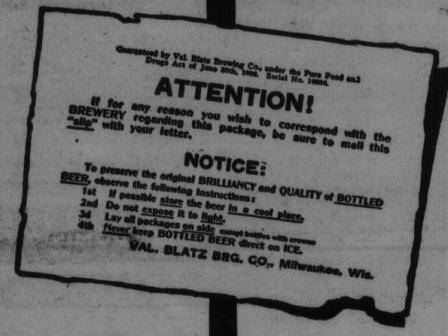 Guaranteed by Val. Blatz Brewing Co., under the Pure Food and
Drugs Act of June 30th, 1906. Serial No.
ATTENTION!
If for any reason you wish to correspond with the
BREWERY regarding this package, be sure to mail this
"slip" with your letter.
NOTICE:
To preserve the original BRILLIANCY and QUALITY of BOTTLED
BEER, observe the following instructions:
1st If possible store the beer in a cool place.
2nd Do not expose it to light.
3d Lay all packages on side except bottles with crowns
4th Never keep BOTTLED BEER direct on ICE.
VAL. BLATZ BRG. CO., Milwaukee, Wis.